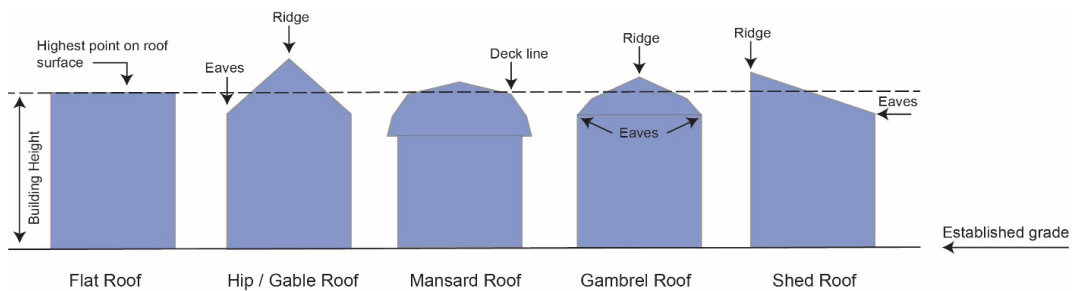 Ridge
Highest point on roof
surface
Eaves
Deck line
Ridge
Ridge
Eaves
Eaves
Building Height
Established grade
Flat Roof
Hip / Gable Roof
Mansard Roof
Gambrel Roof
Shed Roof